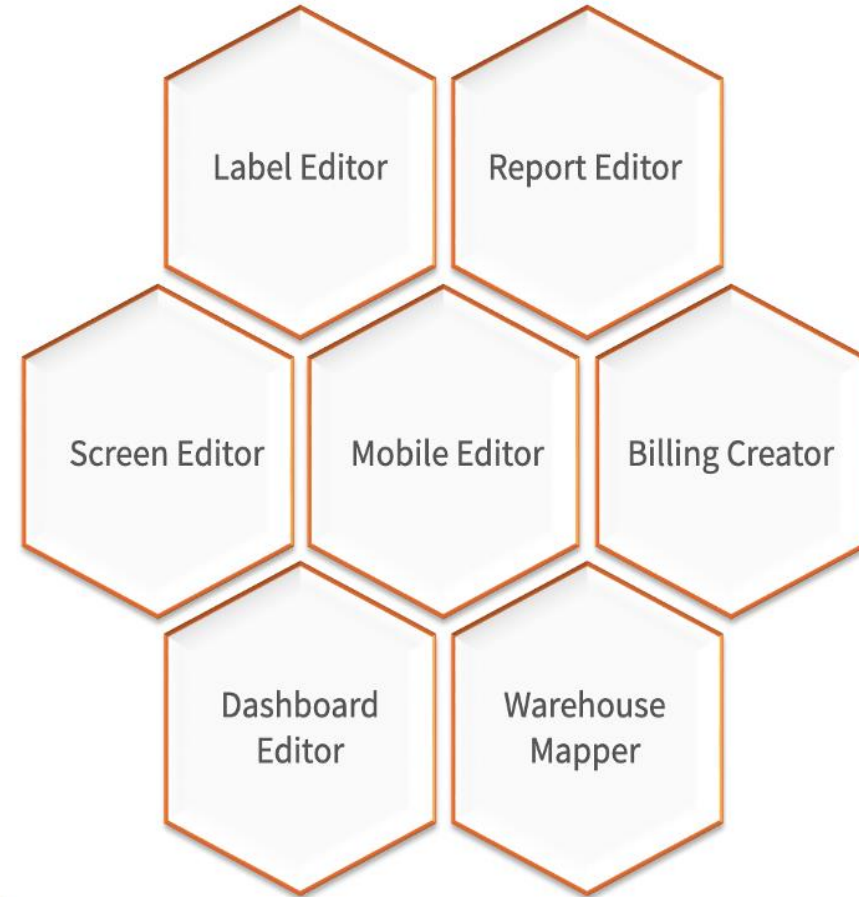 Label Editor
Report Editor
Screen Editor
Mobile Editor
Billing Creator
Dashboard
Editor
Warehouse
Mapper